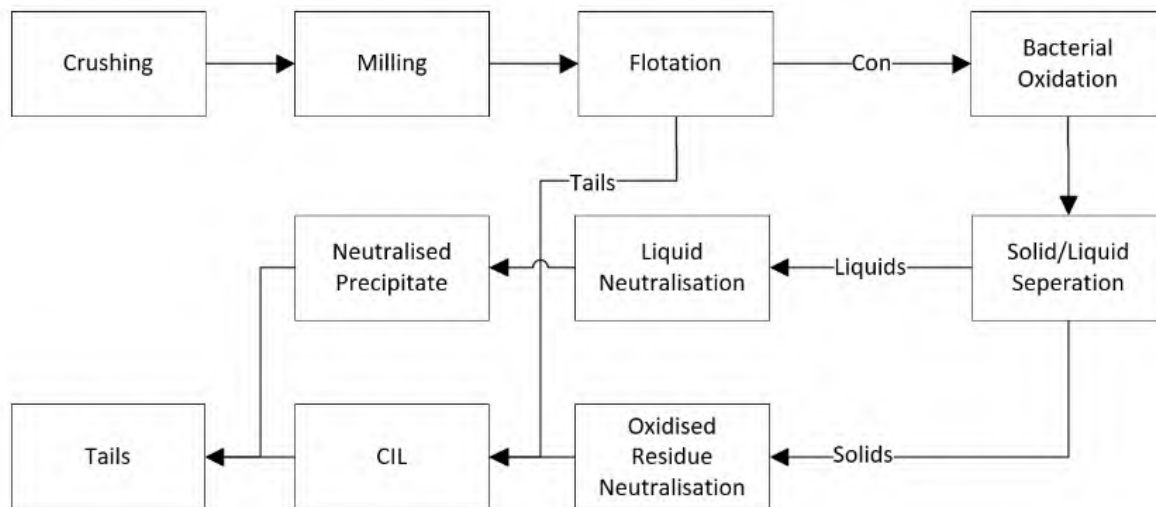 Crushing
Milling
Flotation
Con
Bacterial
Oxidation
Tails
Neutralised
Precipitate
Liquid
Neutralisation
Liquids
Solid/Liquid
Seperation
Tails
CIL
Oxidised
Residue
Neutralisation
Solids